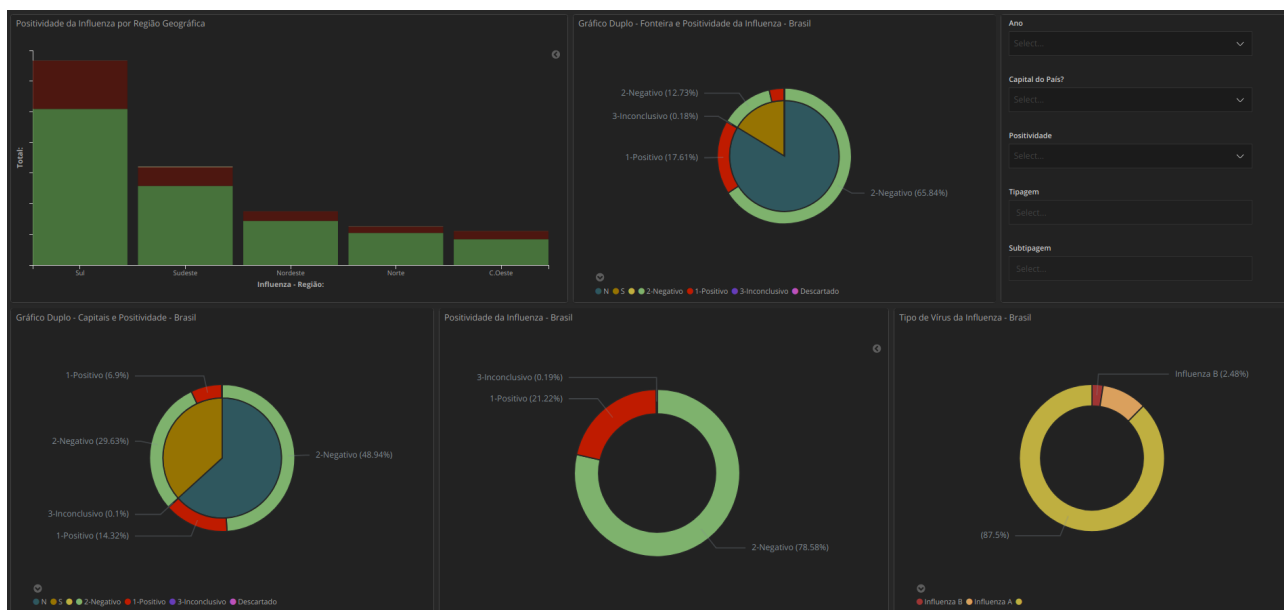 Positividade da Influenza por Região Geográfica
Total:
Sul
Sudeste
Nordeste
Norte
C.Oeste
Influenza - Região:
Gráfico Duplo - Fonteira e Positividade da Influenza - Brasil
2-Negativo (12.73%)
3-Inconclusivo (0.18%)
1-Positivo (17.61%)
2-Negativo (65.84%)
N S 2-Negativo 1-Positivo 3-Inconclusivo Descartado
Ano
Select...
Capital do País?
Select...
Positividade
Select...
Tipagem
Select...
Subtipagem
Select...
Gráfico Duplo - Capitais e Positividade - Brasil
1-Positivo (6.9%)
2-Negativo (29.63%)
2-Negativo (48.94%)
3-Inconclusivo (0.1%)
1-Positivo (14.32%)
N S 2-Negativo 1-Positivo 3-Inconclusivo Descartado
Positividade da Influenza - Brasil
3-Inconclusivo (0.19%)
1-Positivo (21.22%)
2-Negativo (78.58%)
Tipo de Vírus da Influenza - Brasil
Influenza B (2.48%)
(87.5%)
Influenza B Influenza A